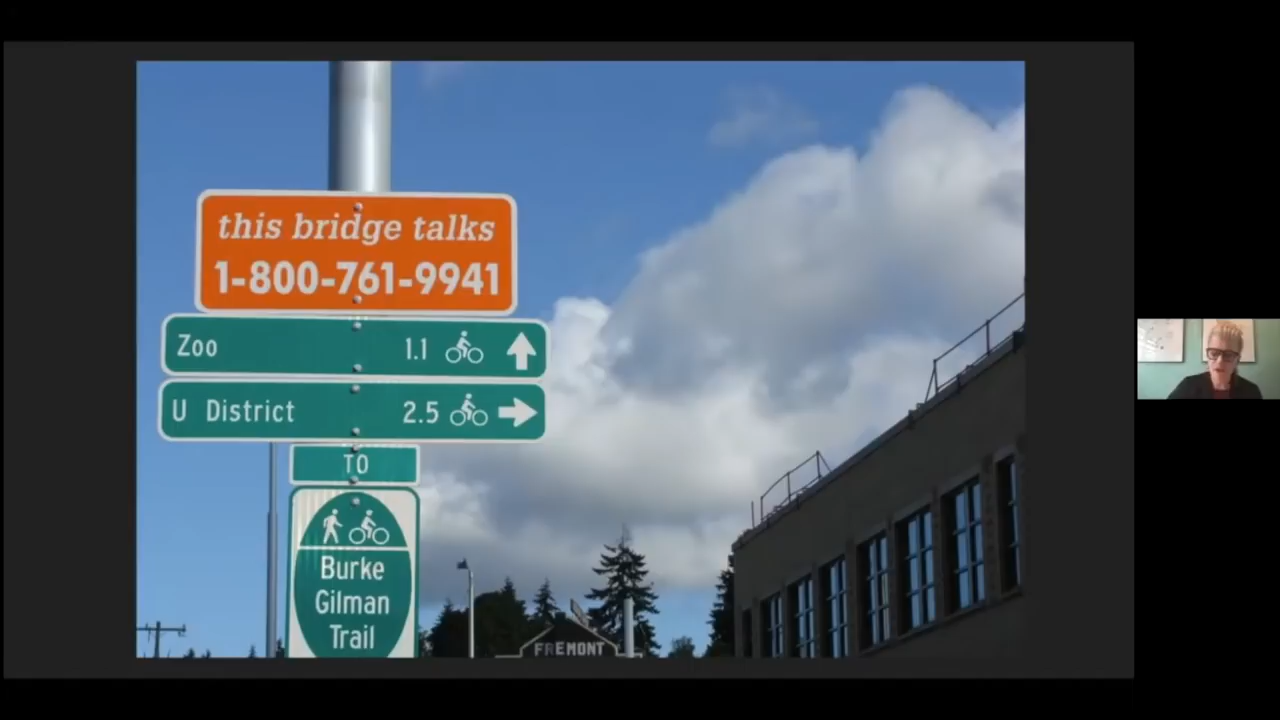 this bridge talks
1-800-761-9941
Zoo 1.1
U District 2.5
TO
Burke
Gilman
Trail
FREMONT